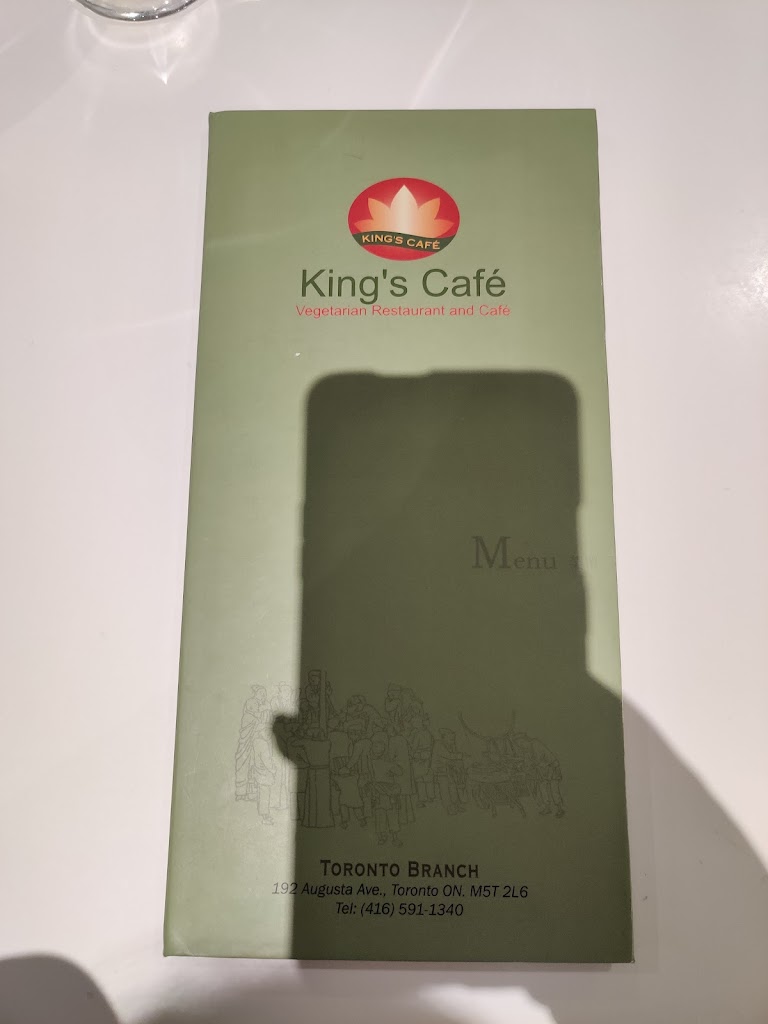 KING'S CAFÉ
King's Café
Vegetarian Restaurant and Café
Menu
TORONTO BRANCH
192 Augusta Ave., Toronto ON. M5T 2L6
Tel: (416) 591-1340